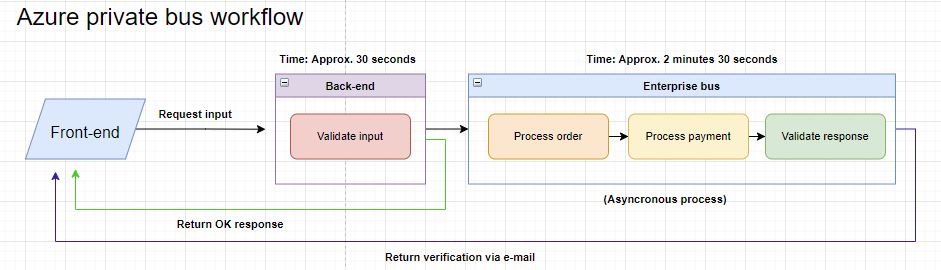 Azure private bus workflow
Time: Approx. 30 seconds
Time: Approx. 2 minutes 30 seconds
Back-end
Enterprise bus
Request input
Front-end
Validate input
Process order
Process payment
Validate response
(Asyncronous process)
Return OK response
Return verification via e-mail